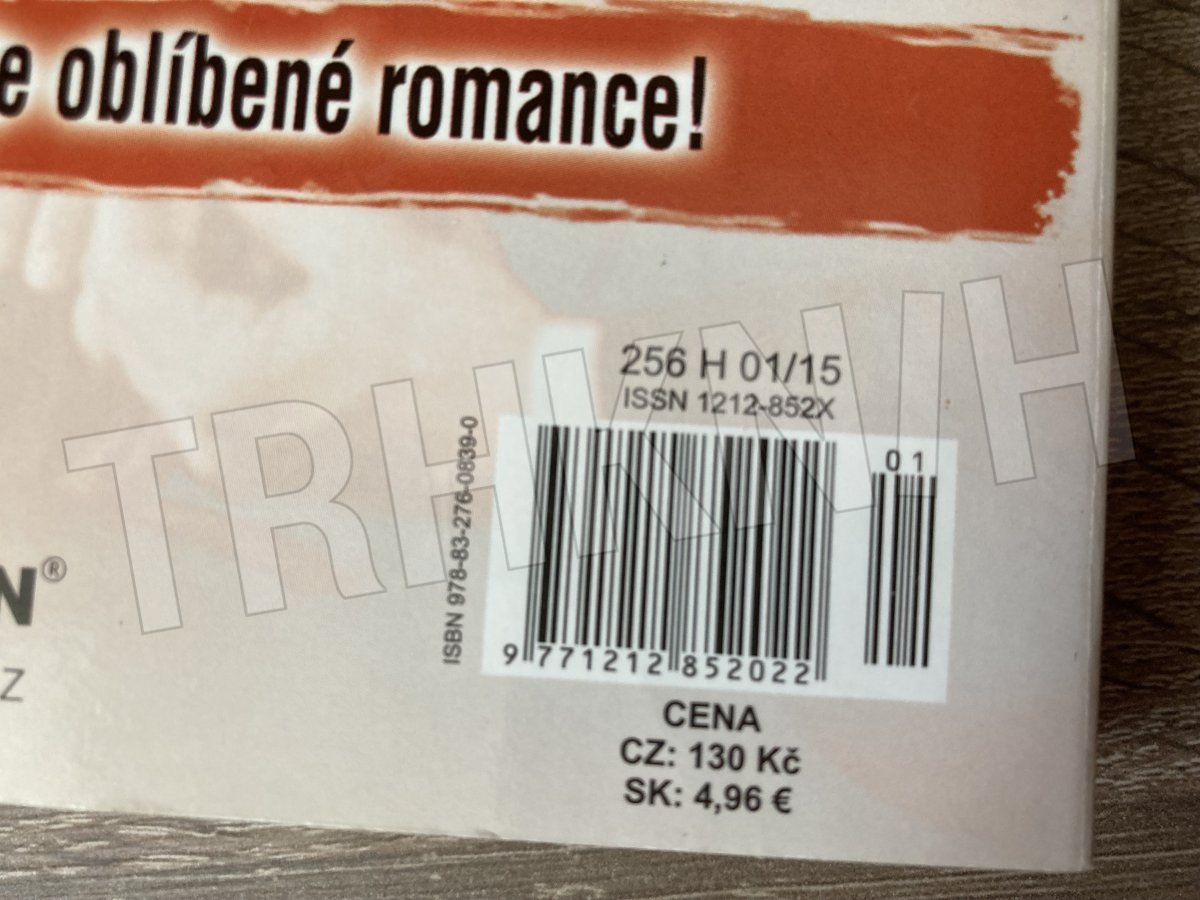 e oblíbené romance!
256 H 01/15
ISSN 1212-852X
ISBN 978-83-276-0839-0
01
9 771212 852022
N®
Z
CENA
CZ: 130 Kč
SK: 4,96 €
TRHKNIH